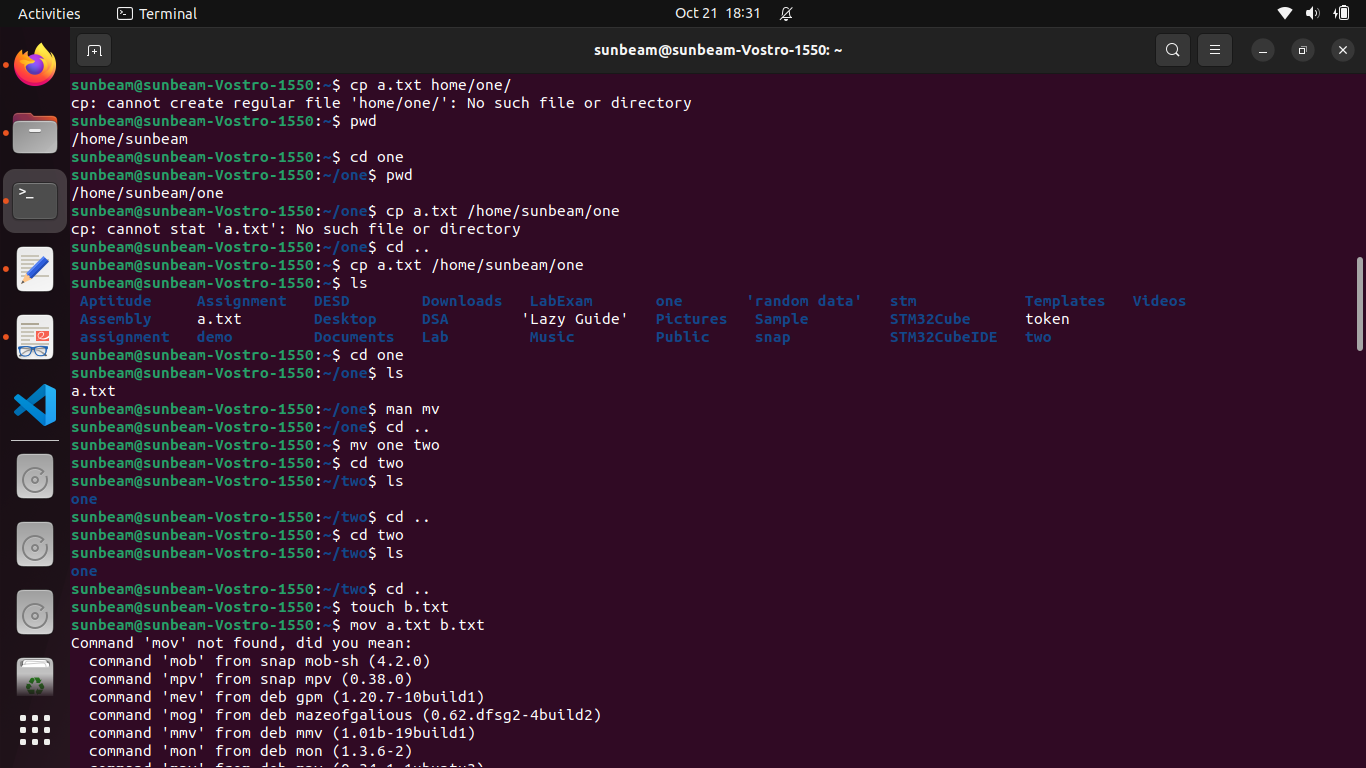 Activities Terminal Oct 21 18:31
sunbeam@sunbeam-Vostro-1550: ~
sunbeam@sunbeam-Vostro-1550:~$ cp a.txt home/one/
cp: cannot create regular file 'home/one/': No such file or directory
sunbeam@sunbeam-Vostro-1550:~$ pwd
/home/sunbeam
sunbeam@sunbeam-Vostro-1550:~$ cd one
sunbeam@sunbeam-Vostro-1550:~/one$ pwd
/home/sunbeam/one
sunbeam@sunbeam-Vostro-1550:~/one$ cp a.txt /home/sunbeam/one
cp: cannot stat 'a.txt': No such file or directory
sunbeam@sunbeam-Vostro-1550:~/one$ cd ..
sunbeam@sunbeam-Vostro-1550:~$ cp a.txt /home/sunbeam/one
sunbeam@sunbeam-Vostro-1550:~$ ls
Aptitude Assignment DESD Downloads LabExam one 'random data' stm Templates Videos
Assembly a.txt Desktop DSA 'Lazy Guide' Pictures Sample STM32Cube token
assignment demo Documents Lab Music Public snap STM32CubeIDE two
sunbeam@sunbeam-Vostro-1550:~$ cd one
sunbeam@sunbeam-Vostro-1550:~/one$ ls
a.txt
sunbeam@sunbeam-Vostro-1550:~/one$ man mv
sunbeam@sunbeam-Vostro-1550:~/one$ cd ..
sunbeam@sunbeam-Vostro-1550:~$ mv one two
sunbeam@sunbeam-Vostro-1550:~$ cd two
sunbeam@sunbeam-Vostro-1550:~/two$ ls
one
sunbeam@sunbeam-Vostro-1550:~/two$ cd ..
sunbeam@sunbeam-Vostro-1550:~$ cd two
sunbeam@sunbeam-Vostro-1550:~/two$ ls
one
sunbeam@sunbeam-Vostro-1550:~/two$ cd ..
sunbeam@sunbeam-Vostro-1550:~$ touch b.txt
sunbeam@sunbeam-Vostro-1550:~$ mov a.txt b.txt
Command 'mov' not found, did you mean:
command 'mob' from snap mob-sh (4.2.0)
command 'mpv' from snap mpv (0.38.0)
command 'mev' from deb gpm (1.20.7-10build1)
command 'mog' from deb mazeofgalious (0.62.dfsg2-4build2)
command 'mmv' from deb mmv (1.01b-19build1)
command 'mon' from deb mon (1.3.6-2)